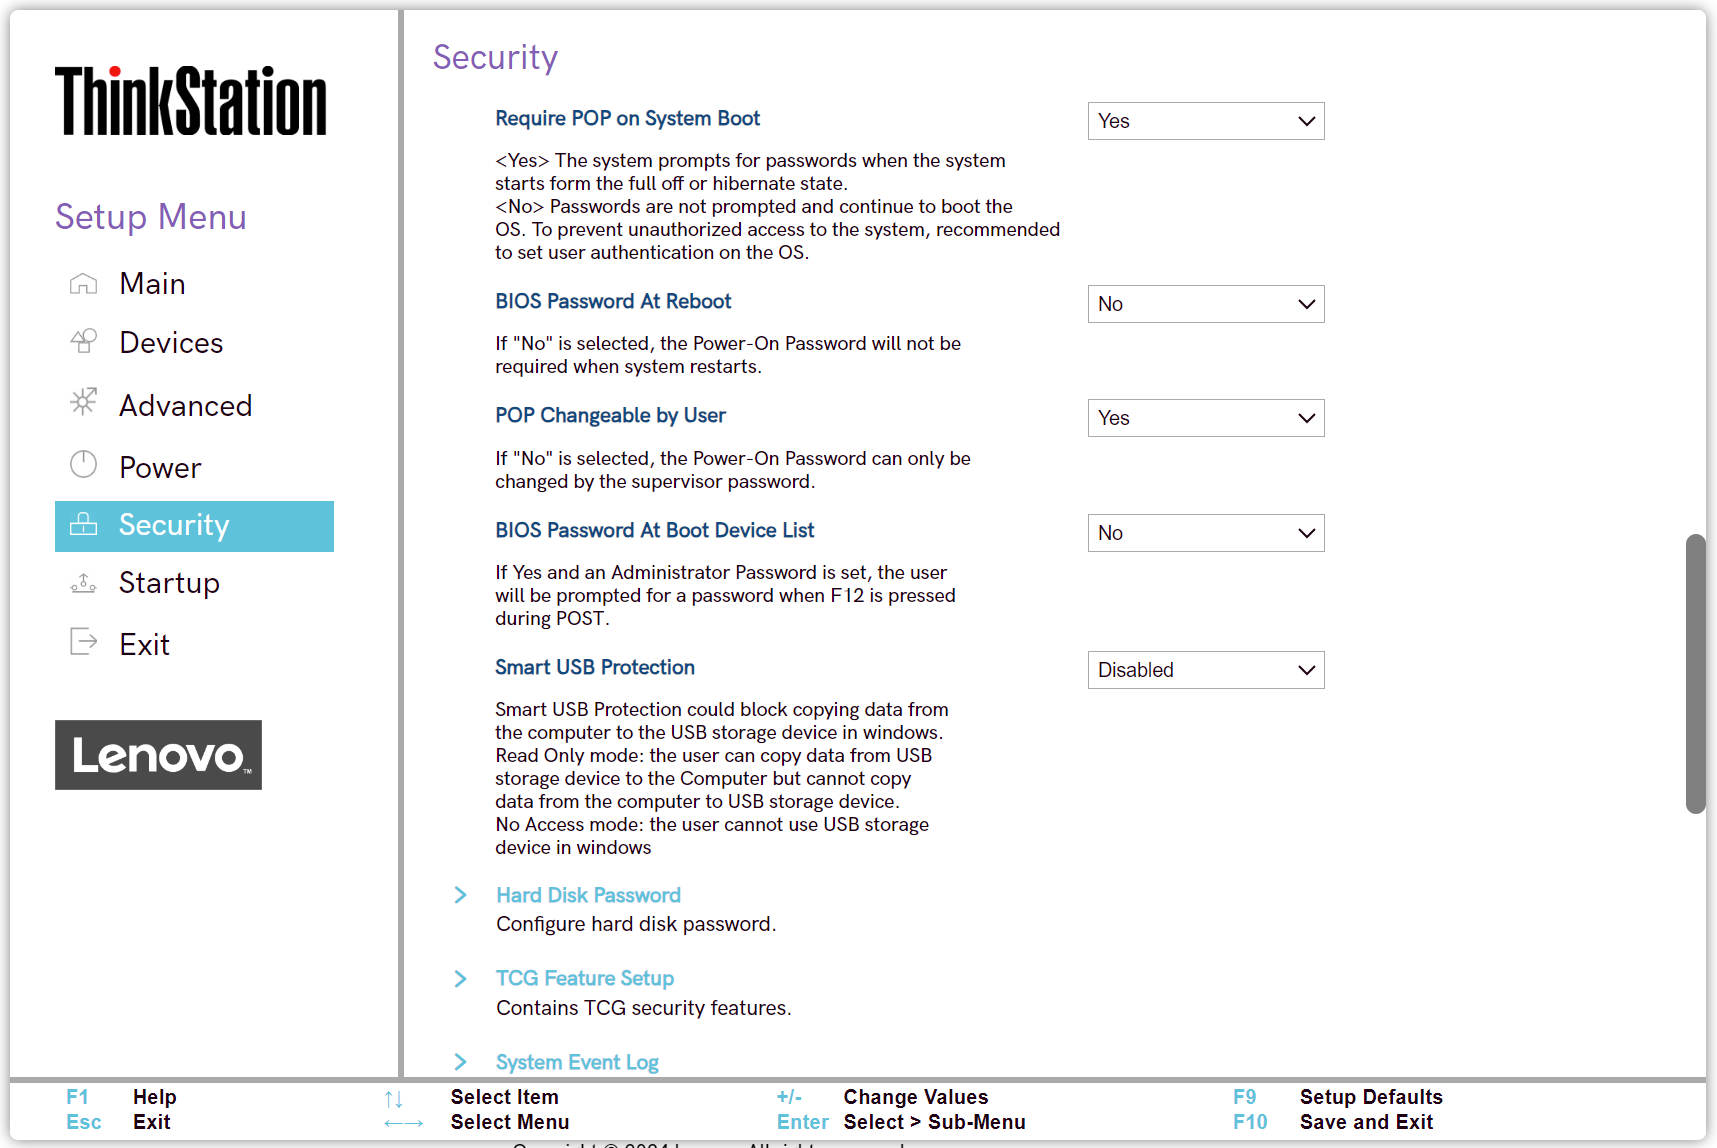 ThinkStation
Setup Menu
Main
Devices
Advanced
Power
Security
Startup
Exit
Lenovo™
Security
Require POP on System Boot
Yes
<Yes> The system prompts for passwords when the system
starts form the full off or hibernate state.
<No> Passwords are not prompted and continue to boot the
OS. To prevent unauthorized access to the system, recommended
to set user authentication on the OS.
BIOS Password At Reboot
No
If "No" is selected, the Power-On Password will not be
required when system restarts.
POP Changeable by User
Yes
If "No" is selected, the Power-On Password can only be
changed by the supervisor password.
BIOS Password At Boot Device List
No
If Yes and an Administrator Password is set, the user
will be prompted for a password when F12 is pressed
during POST.
Smart USB Protection
Disabled
Smart USB Protection could block copying data from
the computer to the USB storage device in windows.
Read Only mode: the user can copy data from USB
storage device to the Computer but cannot copy
data from the computer to USB storage device.
No Access mode: the user cannot use USB storage
device in windows
> Hard Disk Password
Configure hard disk password.
> TCG Feature Setup
Contains TCG security features.
> System Event Log
F1 Help ↑↓ Select Item +/- Change Values F9 Setup Defaults
Esc Exit ←→ Select Menu Enter Select > Sub-Menu F10 Save and Exit